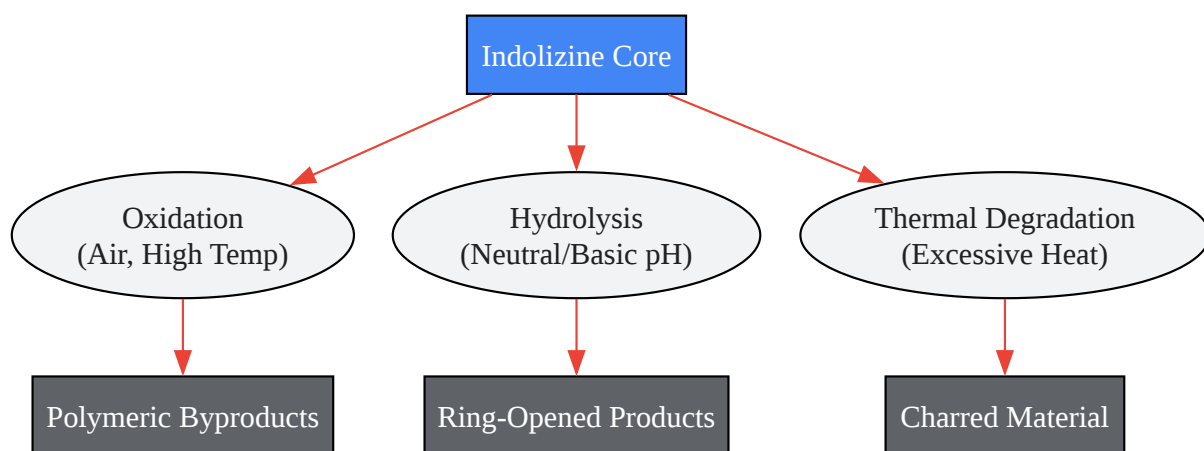 Indolizine Core
Oxidation
(Air, High Temp)
Hydrolysis
(Neutral/Basic pH)
Thermal Degradation
(Excessive Heat)
Polymeric Byproducts
Ring-Opened Products
Charred Material